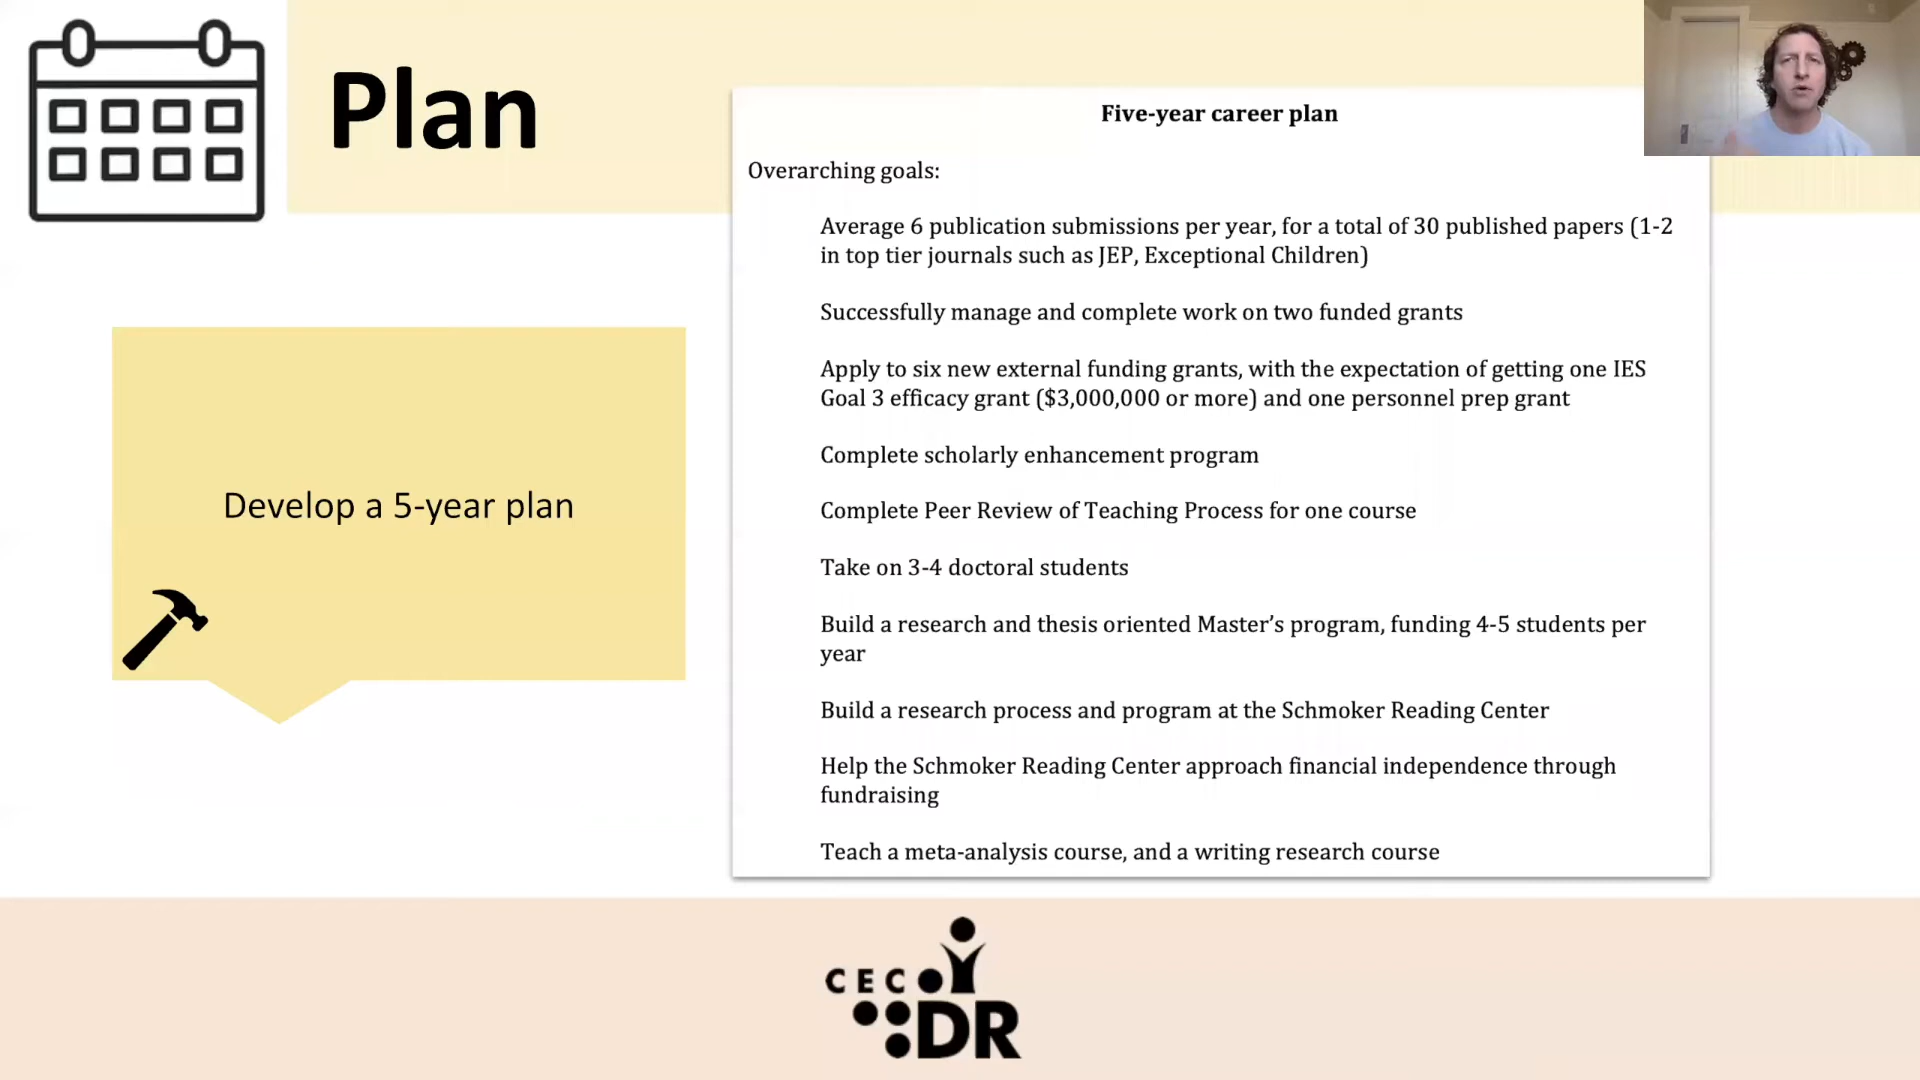 Plan
Develop a 5-year plan
Five-year career plan
Overarching goals:
Average 6 publication submissions per year, for a total of 30 published papers (1-2
in top tier journals such as JEP, Exceptional Children)
Successfully manage and complete work on two funded grants
Apply to six new external funding grants, with the expectation of getting one IES
Goal 3 efficacy grant ($3,000,000 or more) and one personnel prep grant
Complete scholarly enhancement program
Complete Peer Review of Teaching Process for one course
Take on 3-4 doctoral students
Build a research and thesis oriented Master’s program, funding 4-5 students per
year
Build a research process and program at the Schmoker Reading Center
Help the Schmoker Reading Center approach financial independence through
fundraising
Teach a meta-analysis course, and a writing research course
CEC
DR